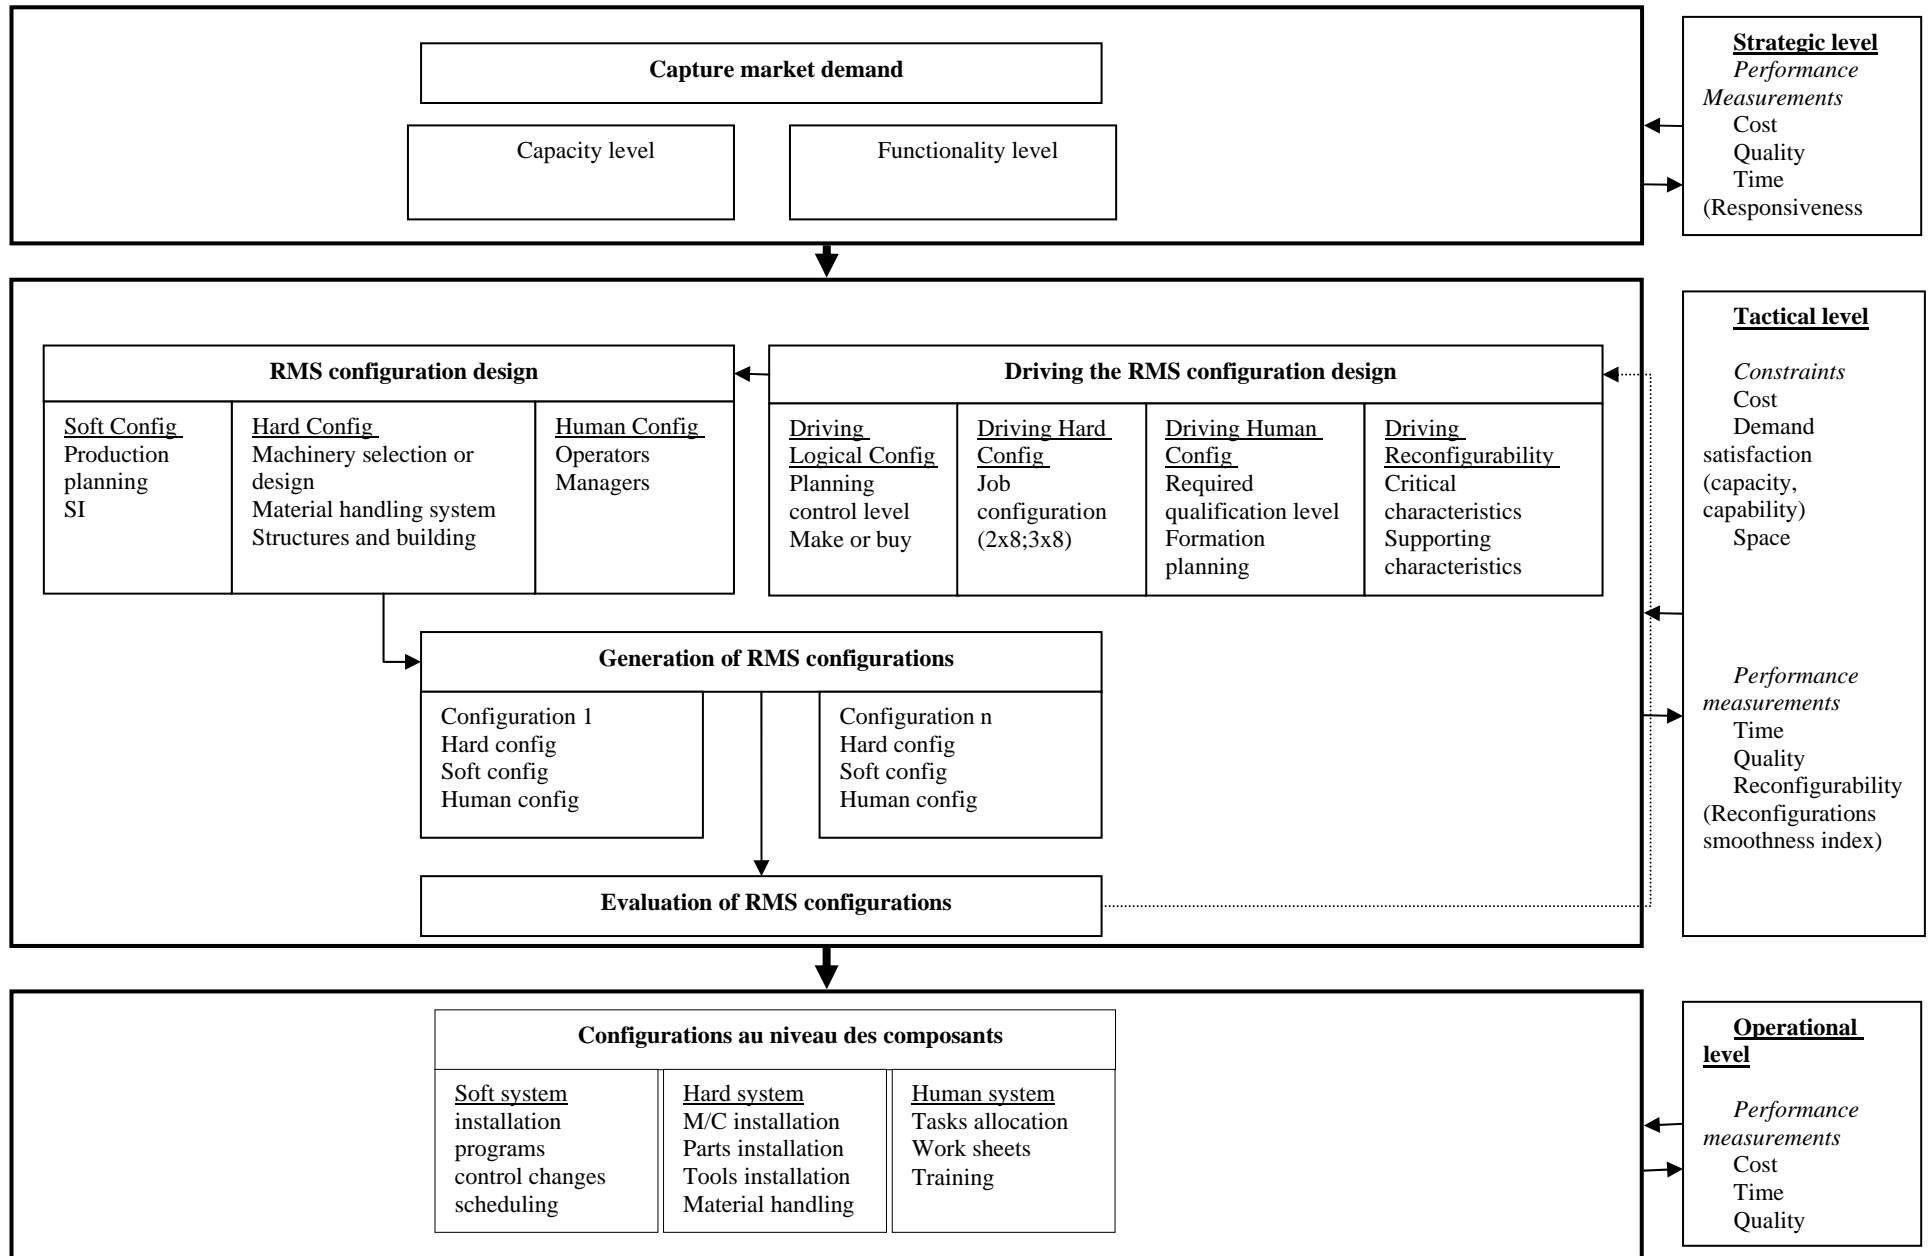 Capture market demand
Capacity level
Functionality level
Strategic level
Performance
Measurements
Cost
Quality
Time
(Responsiveness
RMS configuration design
Soft Config
Production
planning
SI
Hard Config
Machinery selection or
design
Material handling system
Structures and building
Human Config
Operators
Managers
Driving the RMS configuration design
Driving
Logical Config
Planning
control level
Make or buy
Driving Hard
Config
Job
configuration
(2x8;3x8)
Driving Human
Config
Required
qualification level
Formation
planning
Driving
Reconfigurability
Critical
characteristics
Supporting
characteristics
Generation of RMS configurations
Configuration 1
Hard config
Soft config
Human config
Configuration n
Hard config
Soft config
Human config
Evaluation of RMS configurations
Tactical level
Constraints
Cost
Demand
satisfaction
(capacity,
capability)
Space
Performance
measurements
Time
Quality
Reconfigurability
(Reconfigurations
smoothness index)
Configurations au niveau des composants
Soft system
installation
programs
control changes
scheduling
Hard system
M/C installation
Parts installation
Tools installation
Material handling
Human system
Tasks allocation
Work sheets
Training
Operational
level
Performance
measurements
Cost
Time
Quality